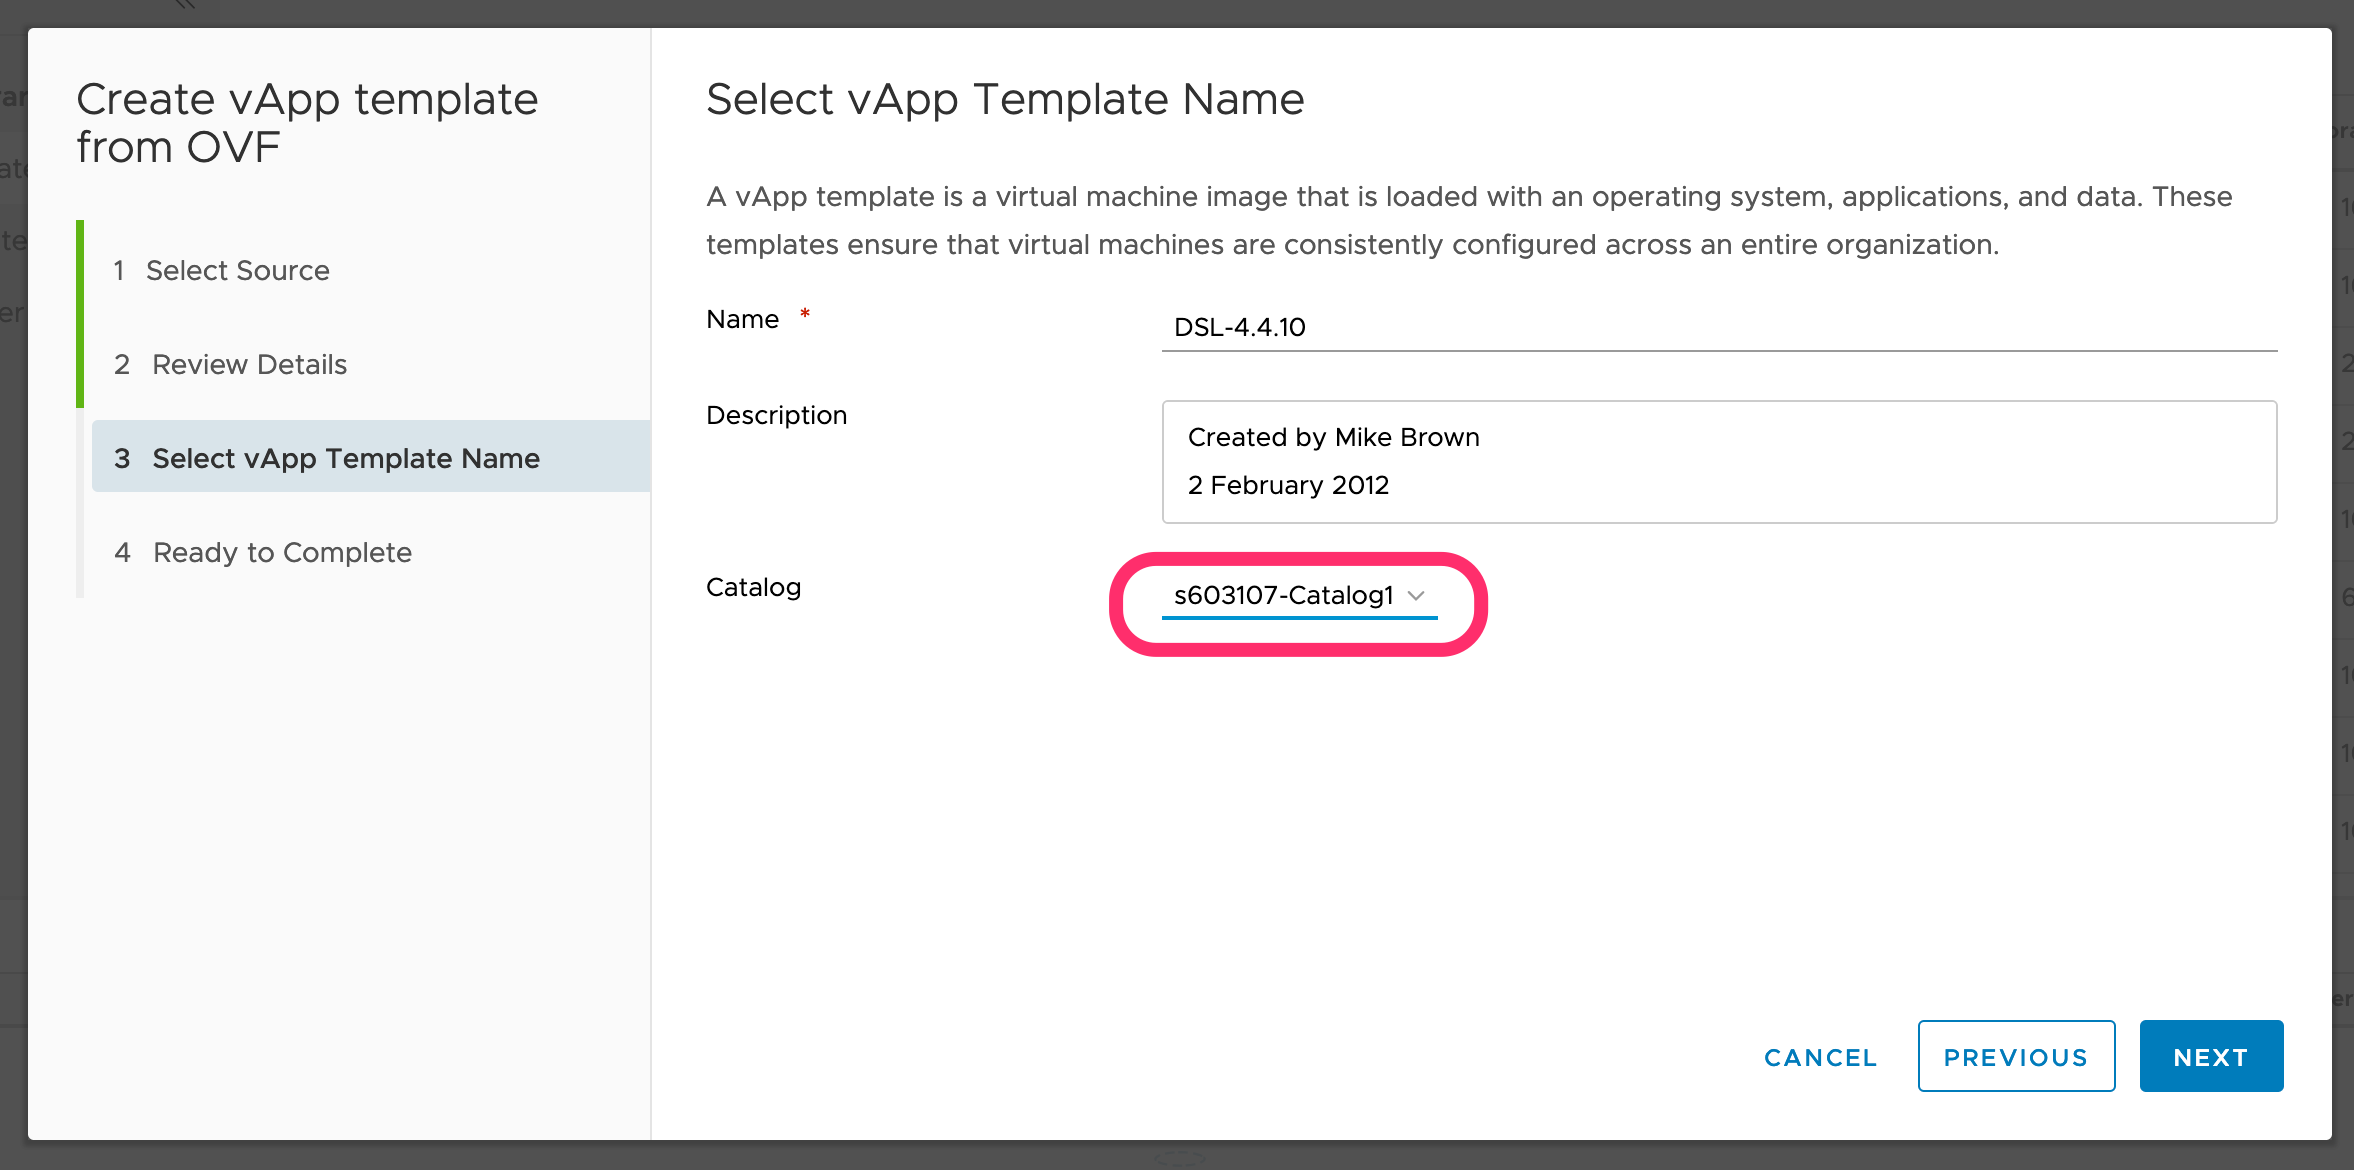 Create vApp template
from OVF
1 Select Source
2 Review Details
3 Select vApp Template Name
4 Ready to Complete
Select vApp Template Name
A vApp template is a virtual machine image that is loaded with an operating system, applications, and data. These
templates ensure that virtual machines are consistently configured across an entire organization.
Name *
DSL-4.4.10
Description
Created by Mike Brown
2 February 2012
Catalog
s603107-Catalog1
CANCEL
PREVIOUS
NEXT